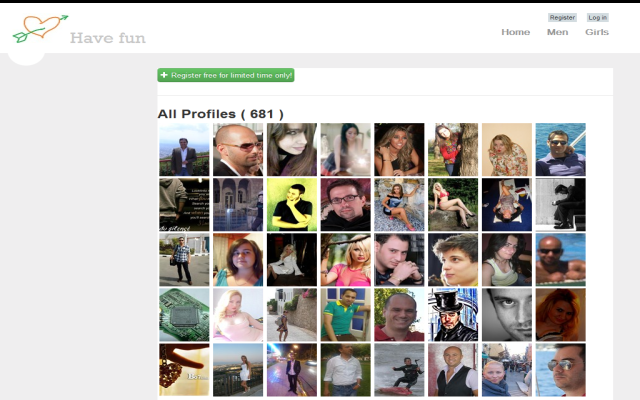 Register Log in
Have fun
Home Men Girls
Register free for limited time only!
All Profiles ( 681 )